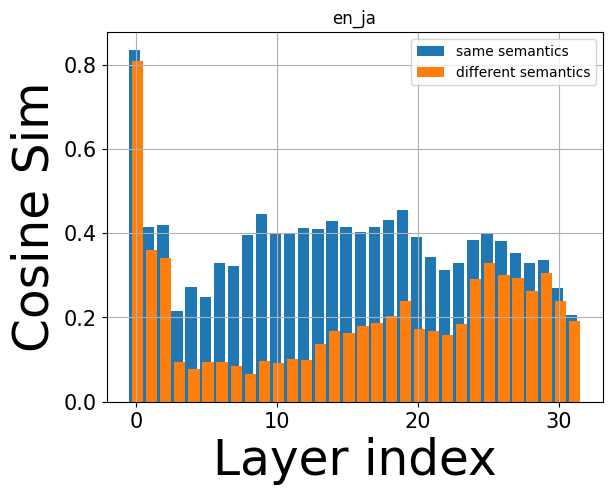 en_ja
same semantics
different semantics
Cosine Sim
0.8
0.6
0.4
0.2
0.0
0 10 20 30
Layer index